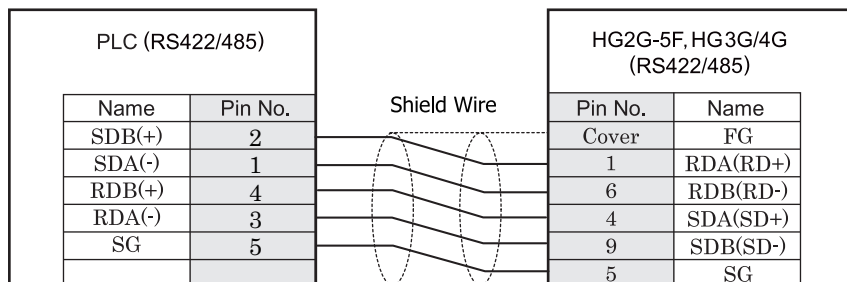 PLC (RS422/485)
HG2G-5F, HG3G/4G
(RS422/485)
Name Pin No. Shield Wire Pin No. Name
SDB(+) 2 Cover FG
SDA(-) 1 1 RDA(RD+)
RDB(+) 4 6 RDB(RD-)
RDA(-) 3 4 SDA(SD+)
SG 5 9 SDB(SD-)
5 SG